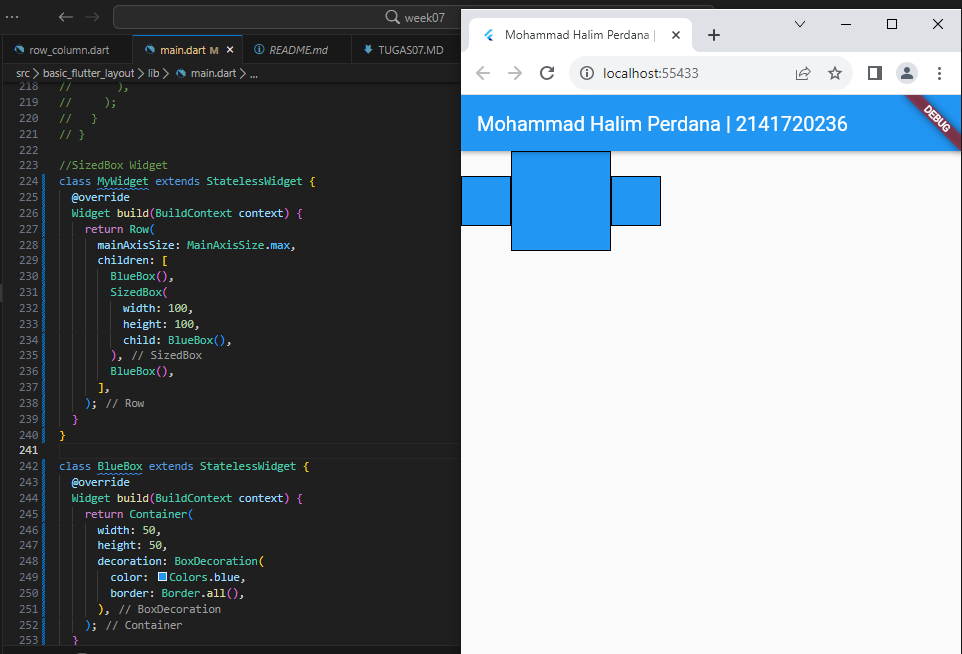 week07
row_column.dart
main.dart M
README.md
TUGAS07.MD
src > basic_flutter_layout > lib > main.dart > ...
218 // ),
219 // );
220 // }
221 // }
222
223 //SizedBox Widget
224 class MyWidget extends StatelessWidget {
225 @override
226 Widget build(BuildContext context) {
227 return Row(
228 mainAxisSize: MainAxisSize.max,
229 children: [
230 BlueBox(),
231 SizedBox(
232 width: 100,
233 height: 100,
234 child: BlueBox(),
235 ), // SizedBox
236 BlueBox(),
237 ],
238 ); // Row
239 }
240 }
241
242 class BlueBox extends StatelessWidget {
243 @override
244 Widget build(BuildContext context) {
245 return Container(
246 width: 50,
247 height: 50,
248 decoration: BoxDecoration(
249 color: Colors.blue,
250 border: Border.all(),
251 ), // BoxDecoration
252 ); // Container
253 }
Mohammad Halim Perdana |
localhost:55433
Mohammad Halim Perdana | 2141720236
DEBUG